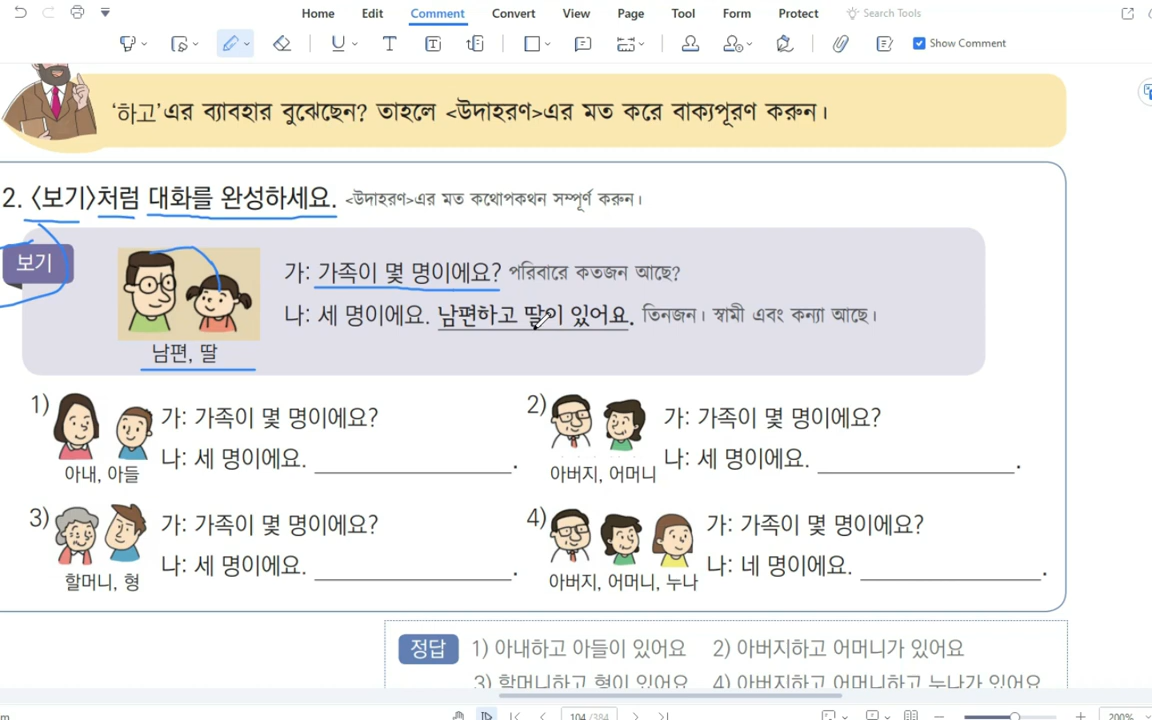 Home Edit Comment Convert View Page Tool Form Protect Search Tools
Show Comment
‘하고’এর ব্যাবহার বুঝেছেন? তাহলে <উদাহরণ>এর মত করে বাক্যপূরণ করুন।
2. 〈보기〉처럼 대화를 완성하세요. <উদাহরণ>এর মত কথোপকথন সম্পূর্ণ করুন।
보기
가: 가족이 몇 명이에요? পরিবারে কতজন আছে?
나: 세 명이에요. 남편하고 딸이 있어요. তিনজন। স্বামী এবং কন্যা আছে।
남편, 딸
1) 가: 가족이 몇 명이에요?
나: 세 명이에요. ________________.
아내, 아들
2) 가: 가족이 몇 명이에요?
나: 세 명이에요. ________________.
아버지, 어머니
3) 가: 가족이 몇 명이에요?
나: 세 명이에요. ________________.
할머니, 형
4) 가: 가족이 몇 명이에요?
나: 네 명이에요. ________________.
아버지, 어머니, 누나
정답 1) 아내하고 아들이 있어요 2) 아버지하고 어머니가 있어요
3) 할머니하고 형이 있어요 4) 아버지하고 어머니하고 누나가 있어요
104 /384 200%